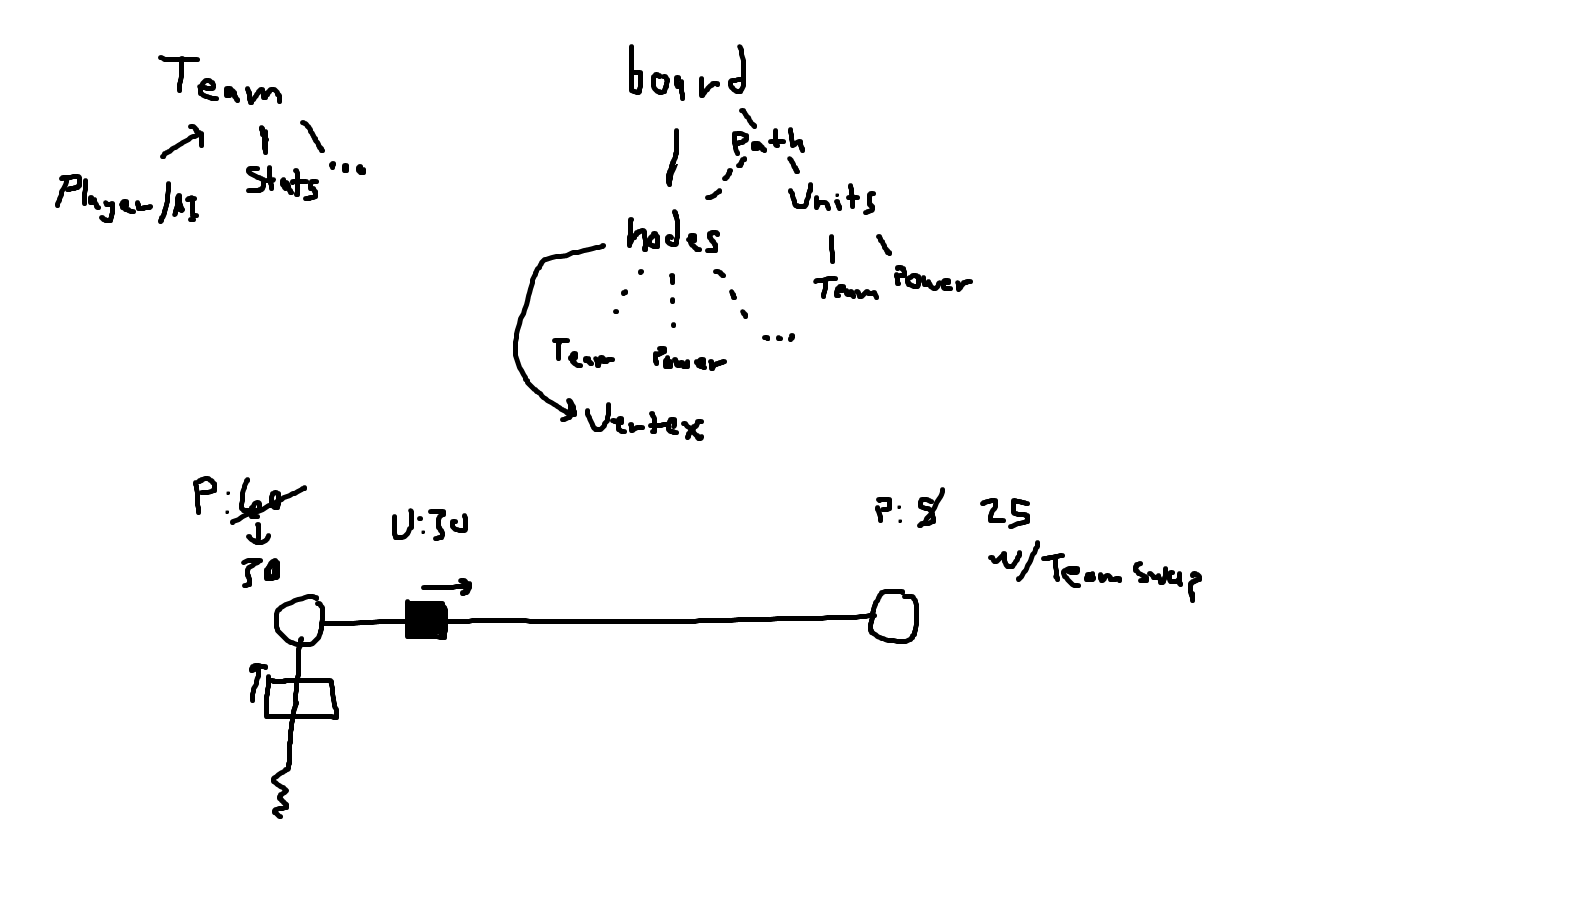 Team
Player/AI
Stats
...
board
Path
Units
Team
Power
nodes
Team
Power
...
Vertex
P:60
30
U:30
P: 5 25
w/Team swap